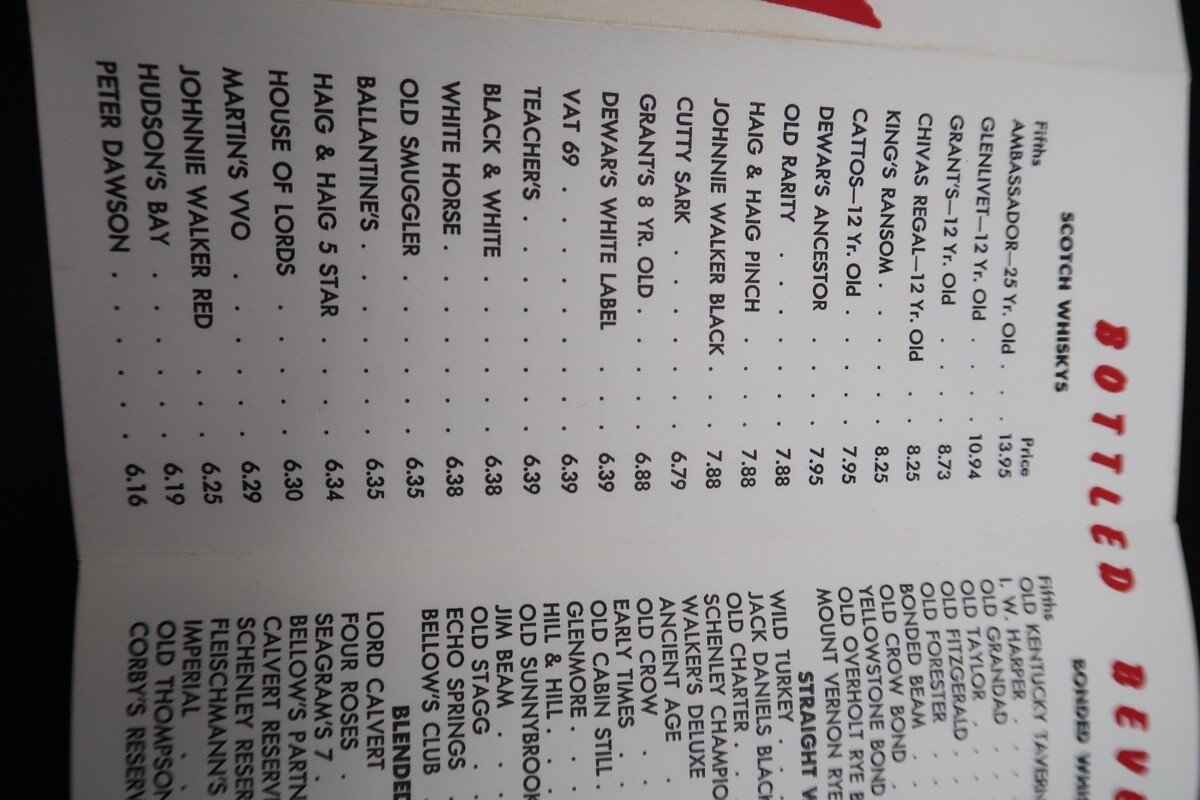 BOTTLED BEV
SCOTCH WHISKYS
Fifths Price
AMBASSADOR—25 Yr. Old . . 13.95
GLENLIVET—12 Yr. Old . . . . 10.94
GRANT'S—12 Yr. Old . . . . 8.73
CHIVAS REGAL—12 Yr. Old . . 8.25
KING'S RANSOM . . . . . . 8.25
CATTOS—12 Yr. Old . . . . . 7.95
DEWAR'S ANCESTOR . . . . 7.95
OLD RARITY . . . . . . 7.88
HAIG & HAIG PINCH . . . . 7.88
JOHNNIE WALKER BLACK . . . 7.88
CUTTY SARK . . . . . . 6.79
GRANT'S 8 YR. OLD . . . . . 6.88
DEWAR'S WHITE LABEL . . . . 6.39
VAT 69 . . . . . . . . 6.39
TEACHER'S . . . . . . . 6.39
BLACK & WHITE . . . . . . 6.38
WHITE HORSE . . . . . . . 6.38
OLD SMUGGLER . . . . . . 6.35
BALLANTINE'S . . . . . . . 6.35
HAIG & HAIG 5 STAR . . . . 6.34
HOUSE OF LORDS . . . . . 6.30
MARTIN'S VVO . . . . . . 6.29
JOHNNIE WALKER RED . . . . 6.25
HUDSON'S BAY . . . . . . 6.19
PETER DAWSON . . . . . . 6.16
BONDED
Fifths
OLD KENTUCKY TAVERN
I. W. HARPER . . .
OLD GRANDAD . . .
OLD TAYLOR . . .
OLD FITZGERALD . .
OLD FORESTER . .
BONDED BEAM . .
OLD CROW BOND .
YELLOWSTONE BOND
OLD OVERHOLT RYE B
MOUNT VERNON RYE
STRAIGHT
WILD TURKEY . .
JACK DANIELS BLACK
OLD CHARTER . .
SCHENLEY CHAMPIO
WALKER'S DELUXE
ANCIENT AGE .
OLD CROW . .
EARLY TIMES . .
OLD CABIN STILL .
GLENMORE . .
HILL & HILL . .
OLD SUNNYBROOK
JIM BEAM . .
OLD STAGG . .
ECHO SPRINGS .
BELLOW'S CLUB .
BLENDED
LORD CALVERT
FOUR ROSES .
SEAGRAM'S 7 .
BELLOW'S PARTN
CALVERT RESERV
SCHENLEY RESER
FLEISCHMANN'S
IMPERIAL . .
OLD THOMPSON
CORBY'S RESERV